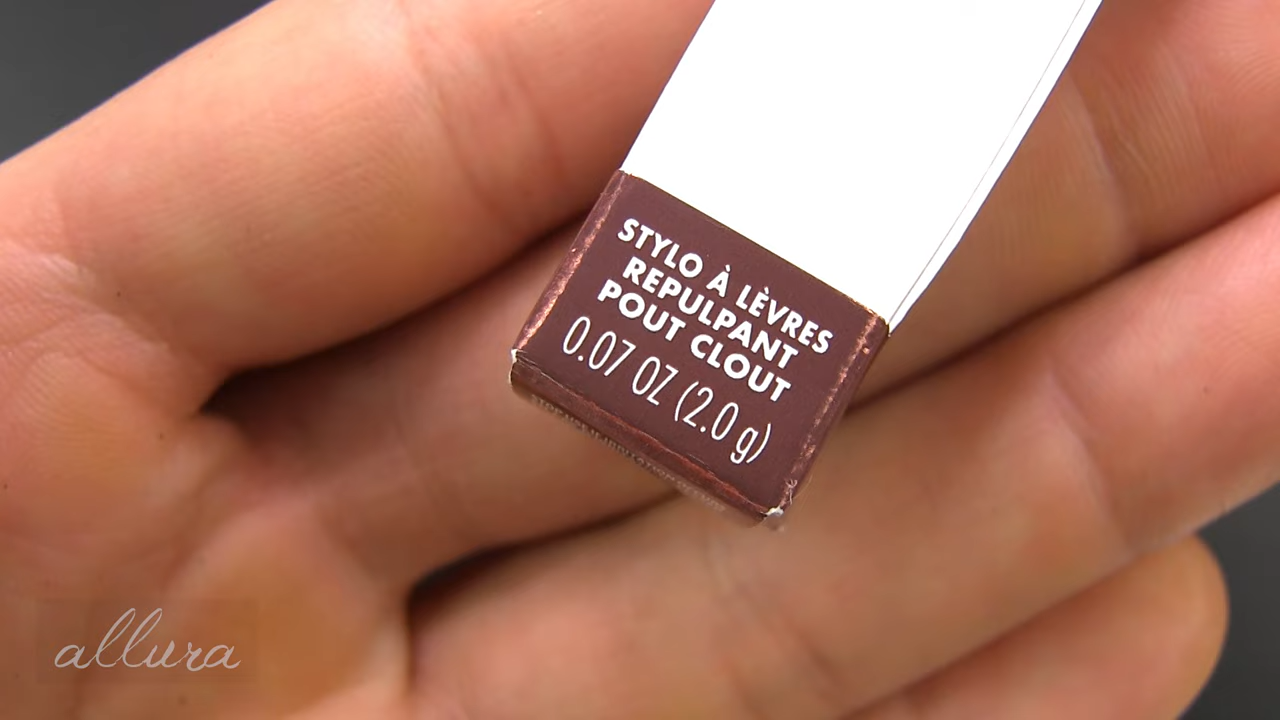 STYLO À LÈVRES
REPULPANT
POUT CLOUT
0.07 OZ (2.0 g)
allura